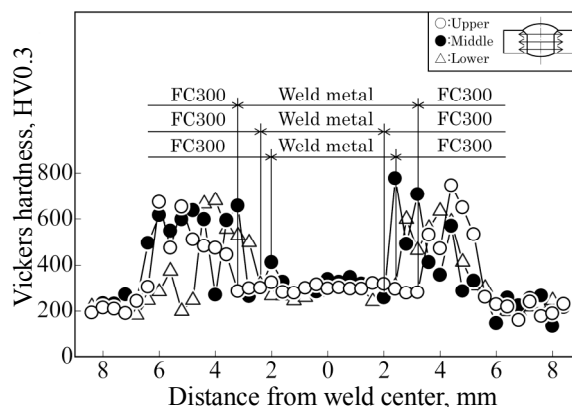 ○:Upper
●:Middle
△:Lower
FC300 Weld metal FC300
FC300 Weld metal FC300
FC300 Weld metal FC300
Vickers hardness, HV0.3
800
600
400
200
0
8 6 4 2 0 2 4 6 8
Distance from weld center, mm